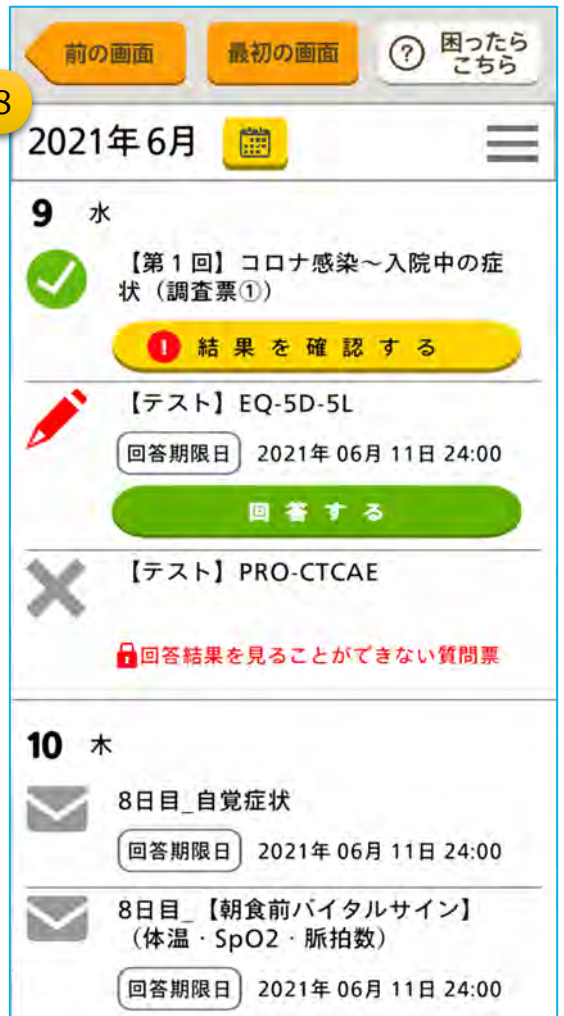 前の画面
最初の画面
? 困ったら
こちら
8
2021年6月
9 水
【第1回】コロナ感染～入院中の症
状（調査票①）
! 結果を確認する
【テスト】EQ-5D-5L
回答期限日 2021年06月11日 24:00
回答する
【テスト】PRO-CTCAE
回答結果を見ることができない質問票
10 木
8日目_自覚症状
回答期限日 2021年06月11日 24:00
8日目_【朝食前バイタルサイン】
（体温・SpO2・脈拍数）
回答期限日 2021年06月11日 24:00